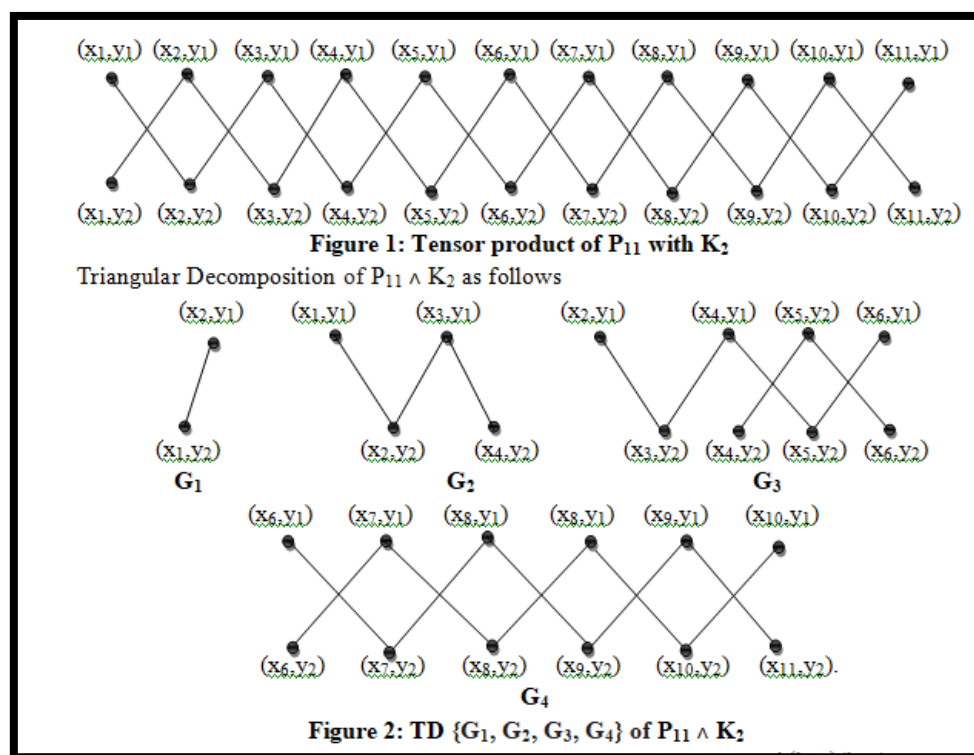 (x₁,y₁) (x₂,y₁) (x₃,y₁) (x₄,y₁) (x₅,y₁) (x₆,y₁) (x₇,y₁) (x₈,y₁) (x₉,y₁) (x₁₀,y₁) (x₁₁,y₁)
(x₁,y₂) (x₂,y₂) (x₃,y₂) (x₄,y₂) (x₅,y₂) (x₆,y₂) (x₇,y₂) (x₈,y₂) (x₉,y₂) (x₁₀,y₂) (x₁₁,y₂)
Figure 1: Tensor product of P₁₁ with K₂
Triangular Decomposition of P₁₁ ∧ K₂ as follows
(x₂,y₁) (x₁,y₁) (x₃,y₁) (x₂,y₁) (x₄,y₁) (x₅,y₂) (x₆,y₁)
(x₁,y₂) (x₂,y₂) (x₄,y₂) (x₃,y₂) (x₄,y₂) (x₅,y₂) (x₆,y₂)
G₁ G₂ G₃
(x₆,y₁) (x₇,y₁) (x₈,y₁) (x₈,y₁) (x₉,y₁) (x₁₀,y₁)
(x₆,y₂) (x₇,y₂) (x₈,y₂) (x₉,y₂) (x₁₀,y₂) (x₁₁,y₂).
G₄
Figure 2: TD {G₁, G₂, G₃, G₄} of P₁₁ ∧ K₂